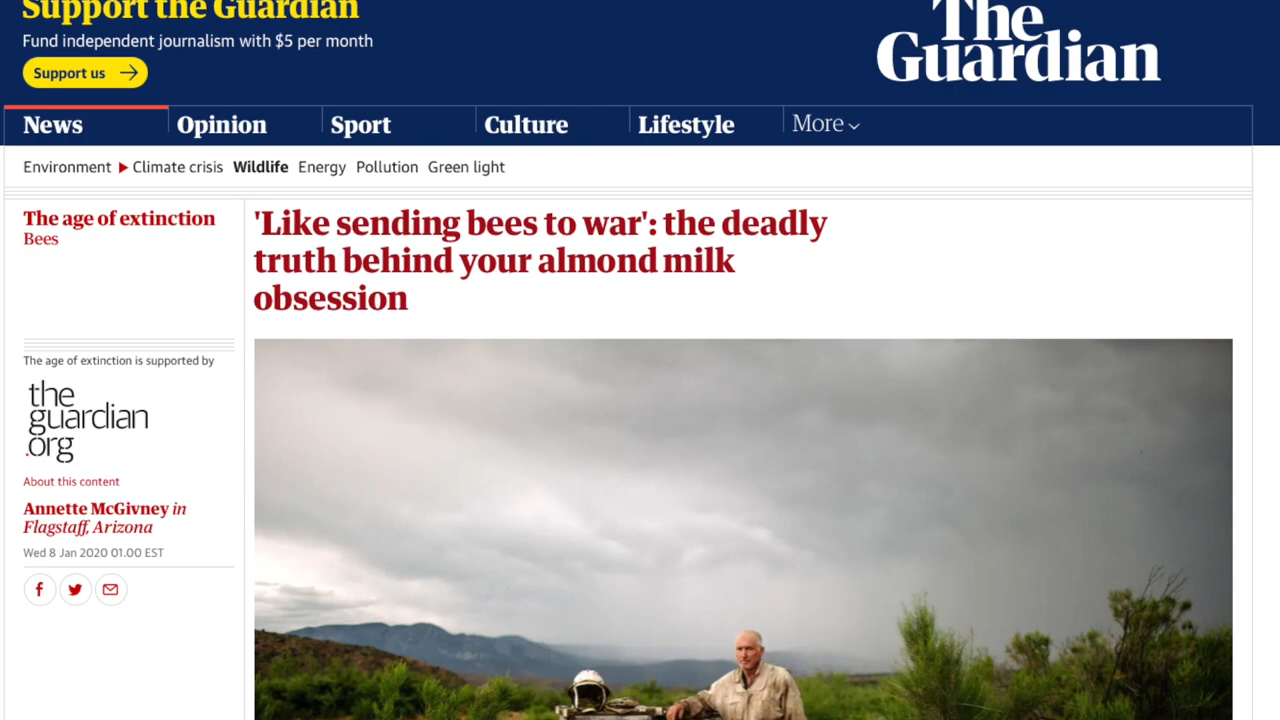 Support the Guardian
Fund independent journalism with $5 per month
Support us
The
Guardian
News
Opinion
Sport
Culture
Lifestyle
More
Environment
Climate crisis
Wildlife
Energy
Pollution
Green light
The age of extinction
Bees
'Like sending bees to war': the deadly
truth behind your almond milk
obsession
The age of extinction is supported by
the
guardian
.org
About this content
Annette McGivney in
Flagstaff, Arizona
Wed 8 Jan 2020 01.00 EST